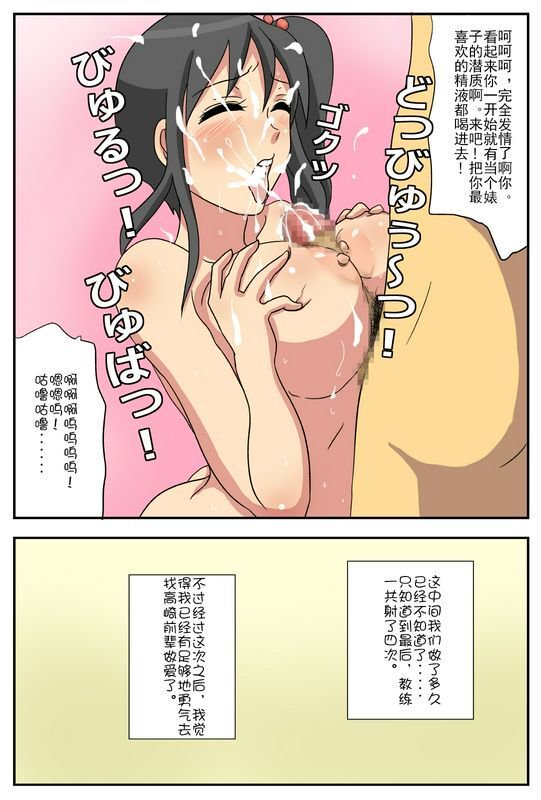 呵呵呵，完全发情了啊你。
看起来你一开始就有当个婊
子的潜质啊。来吧！把你最
喜欢的精液都喝进去！
どっびゅぅ～っ！
ゴクッ
びゅるっ！
びゅばっ！
啊啊啊呜呜呜呜！
嗯嗯呜！
咕噜咕噜．．．．．
这中间我们做了多久
已经不知道了．．．．．
只知道到最后，教练
一共射了四次。
不过经过这次之后，我觉
得我已经有足够地勇气去
找高崎前辈做爱了。